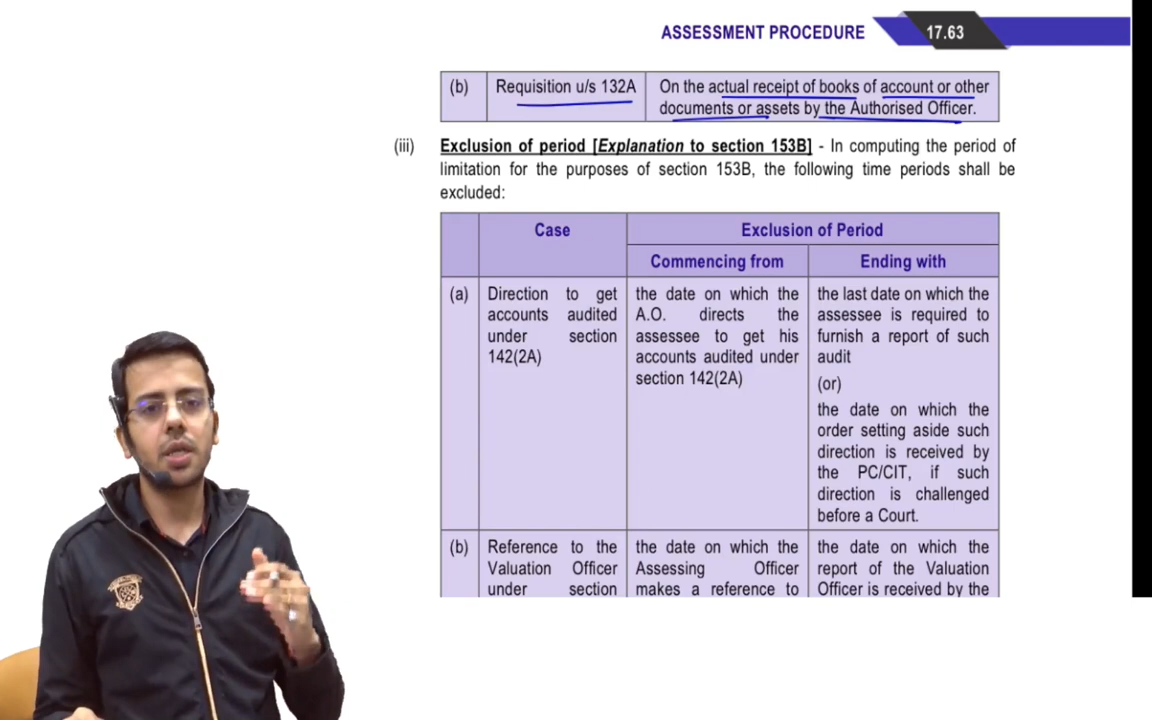 ASSESSMENT PROCEDURE 17.63
(b) Requisition u/s 132A On the actual receipt of books of account or other
documents or assets by the Authorised Officer.
(iii) Exclusion of period [Explanation to section 153B] - In computing the period of
limitation for the purposes of section 153B, the following time periods shall be
excluded:
Case Exclusion of Period
Commencing from Ending with
(a) Direction to get the date on which the the last date on which the
accounts audited A.O. directs the assessee is required to
under section assessee to get his furnish a report of such
142(2A) accounts audited under audit
section 142(2A) (or)
the date on which the
order setting aside such
direction is received by
the PC/CIT, if such
direction is challenged
before a Court.
(b) Reference to the the date on which the the date on which the
Valuation Officer Assessing Officer report of the Valuation
under section makes a reference to Officer is received by the